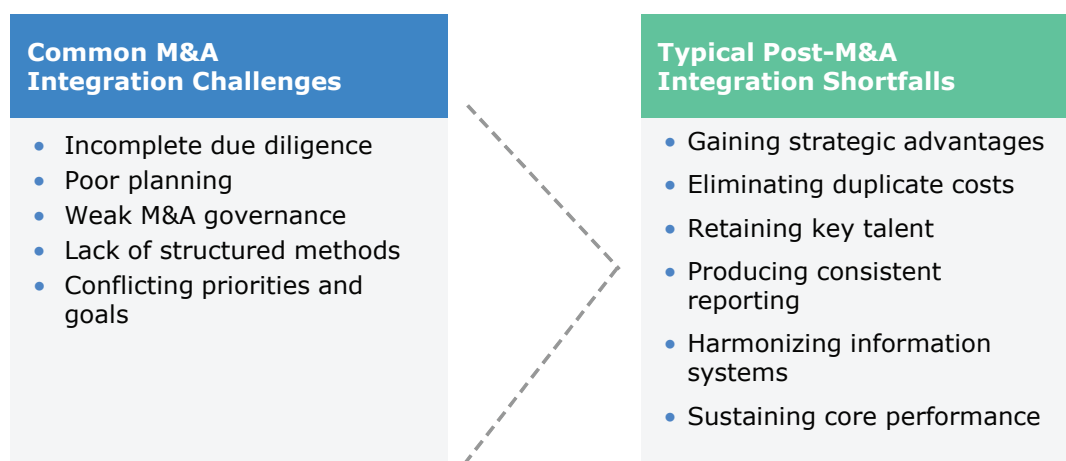 Common M&A
Integration Challenges
• Incomplete due diligence
• Poor planning
• Weak M&A governance
• Lack of structured methods
• Conflicting priorities and
goals
Typical Post-M&A
Integration Shortfalls
• Gaining strategic advantages
• Eliminating duplicate costs
• Retaining key talent
• Producing consistent
reporting
• Harmonizing information
systems
• Sustaining core performance